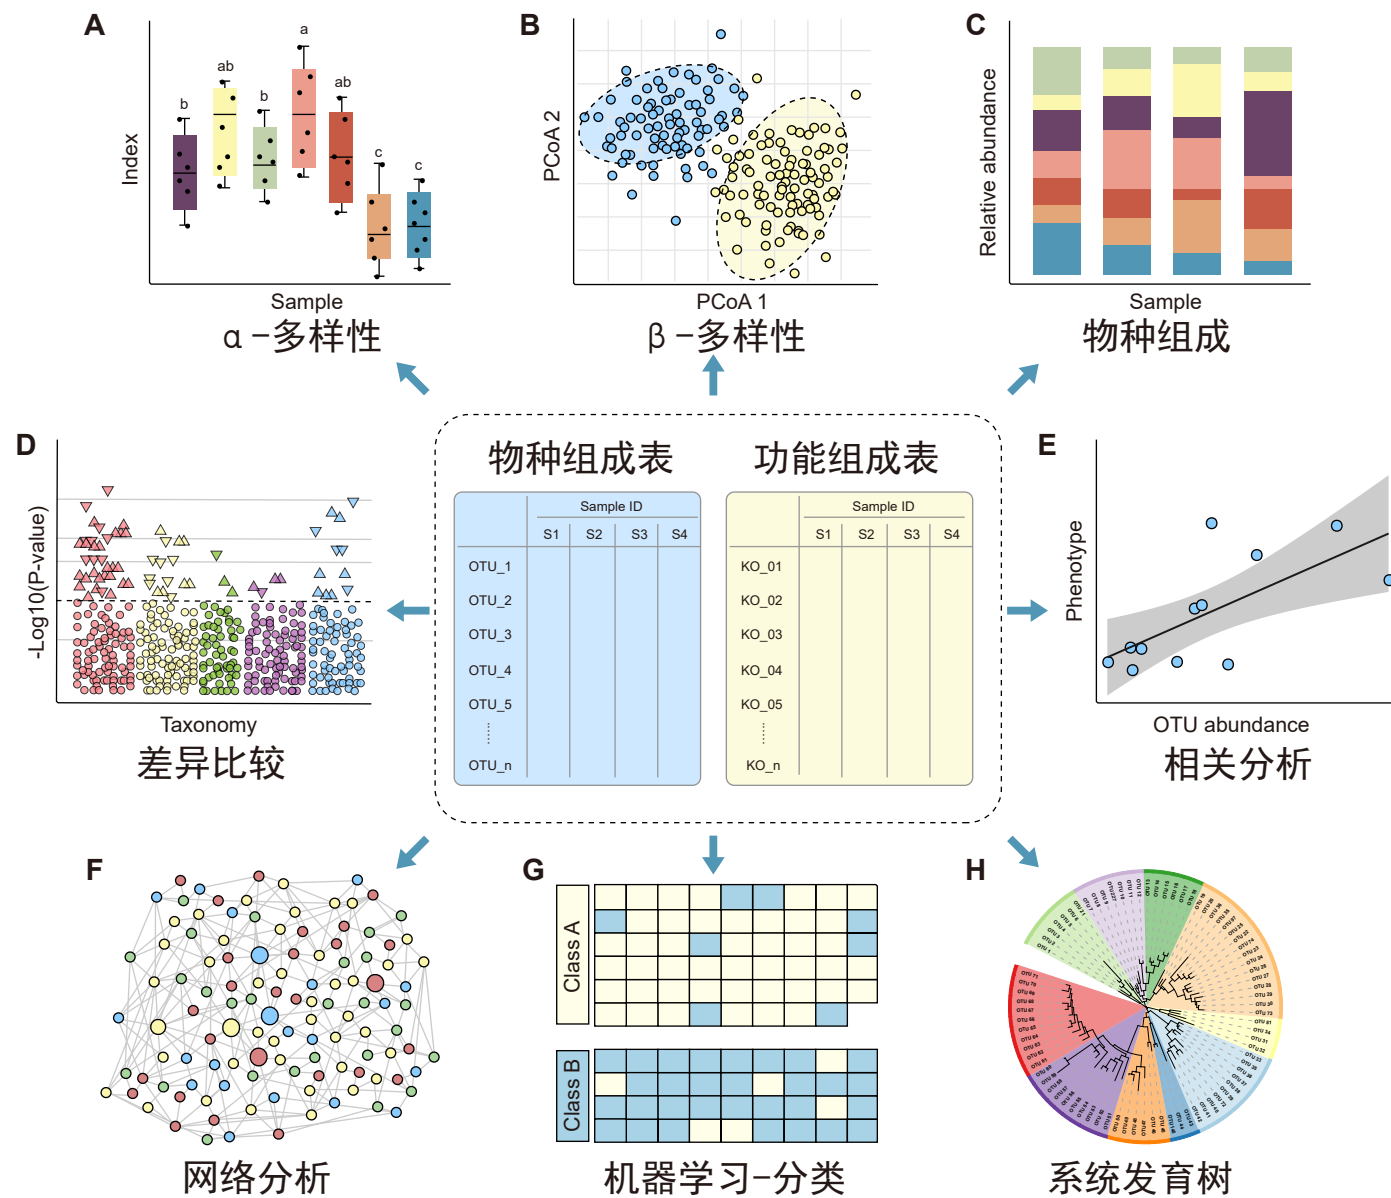 A
a
ab
ab
b
b
c
c
Index
Sample
α-多样性
B
PCoA 2
PCoA 1
β-多样性
C
Relative abundance
Sample
物种组成
D
-Log10(P-value)
Taxonomy
差异比较
物种组成表
Sample ID
S1 S2 S3 S4
OTU_1
OTU_2
OTU_3
OTU_4
OTU_5
OTU_n
功能组成表
Sample ID
S1 S2 S3 S4
KO_01
KO_02
KO_03
KO_04
KO_05
KO_n
E
Phenotype
OTU abundance
相关分析
F
网络分析
G
Class A
Class B
机器学习-分类
H
系统发育树